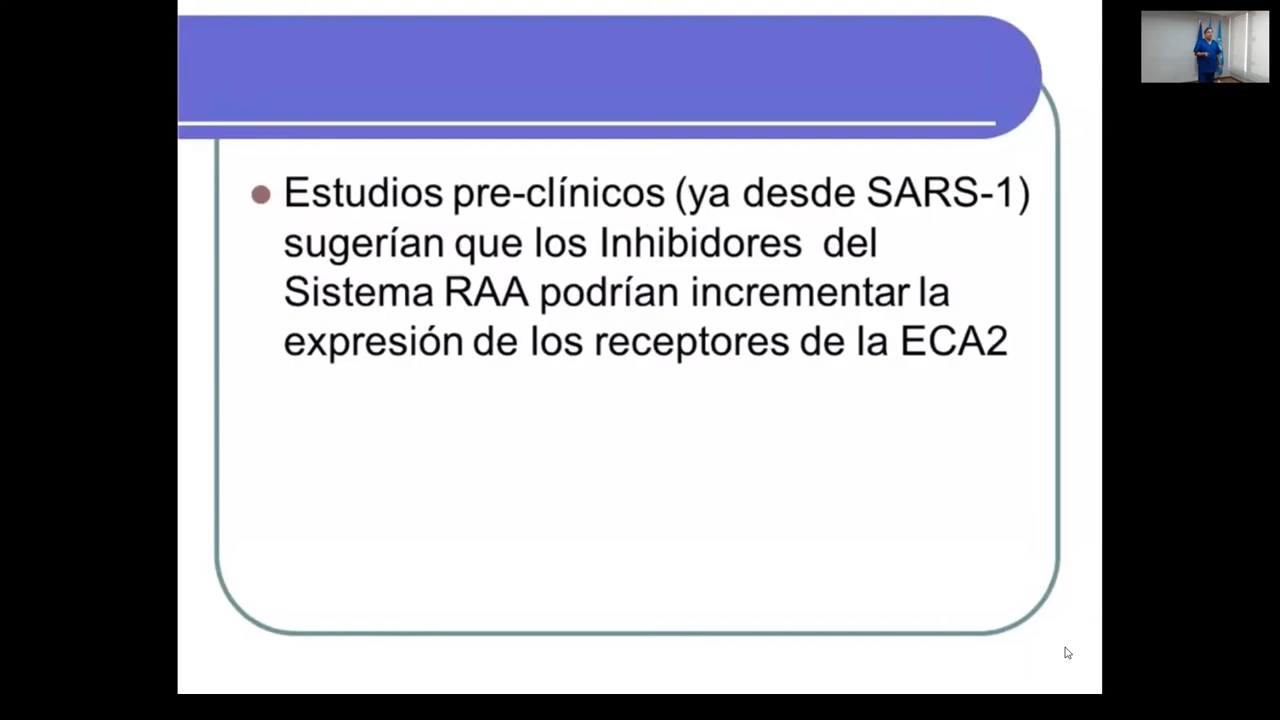 Estudios pre-clínicos (ya desde SARS-1)
sugerían que los Inhibidores del
Sistema RAA podrían incrementar la
expresión de los receptores de la ECA2